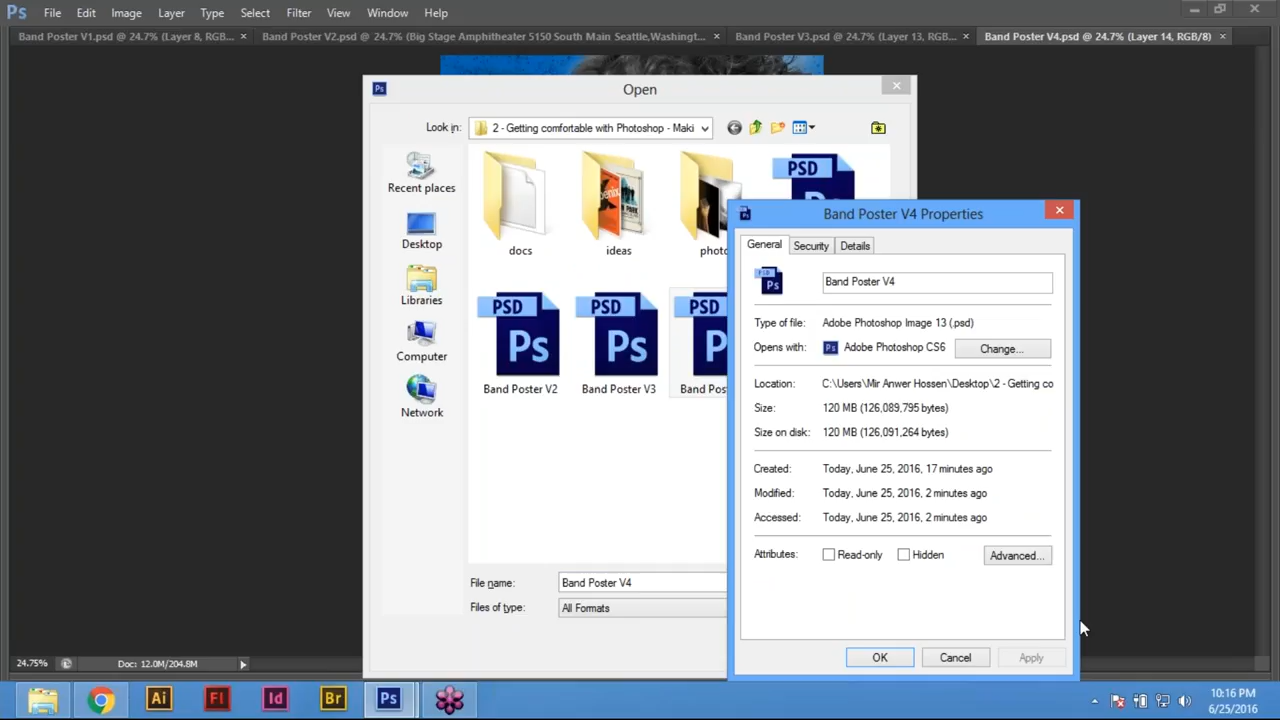 Ps File Edit Image Layer Type Select Filter View Window Help
Band Poster V1.psd @ 24.7% (Layer 8, RGB... × Band Poster V2.psd @ 24.7% (Big Stage Amphitheater 5150 South Main Seattle,Washingt... × Band Poster V3.psd @ 24.7% (Layer 13, RGB... × Band Poster V4.psd @ 24.7% (Layer 14, RGB/8) ×
Ps Open
Look in: 2 - Getting comfortable with Photoshop - Maki
Recent places
Desktop
Libraries
Computer
Network
PSD
docs ideas photo
PSD Ps PSD Ps PSD P
Band Poster V2 Band Poster V3 Band Pos
File name: Band Poster V4
Files of type: All Formats
Band Poster V4 Properties
General Security Details
PSD Ps Band Poster V4
Type of file: Adobe Photoshop Image 13 (.psd)
Opens with: Ps Adobe Photoshop CS6 Change...
Location: C:\Users\Mir Anwer Hossen\Desktop\2 - Getting co
Size: 120 MB (126,089,795 bytes)
Size on disk: 120 MB (126,091,264 bytes)
Created: Today, June 25, 2016, 17 minutes ago
Modified: Today, June 25, 2016, 2 minutes ago
Accessed: Today, June 25, 2016, 2 minutes ago
Attributes: Read-only Hidden Advanced...
OK Cancel Apply
24.75% Doc: 12.0M/204.8M
Ai Fl Id Br Ps
10:16 PM
6/25/2016